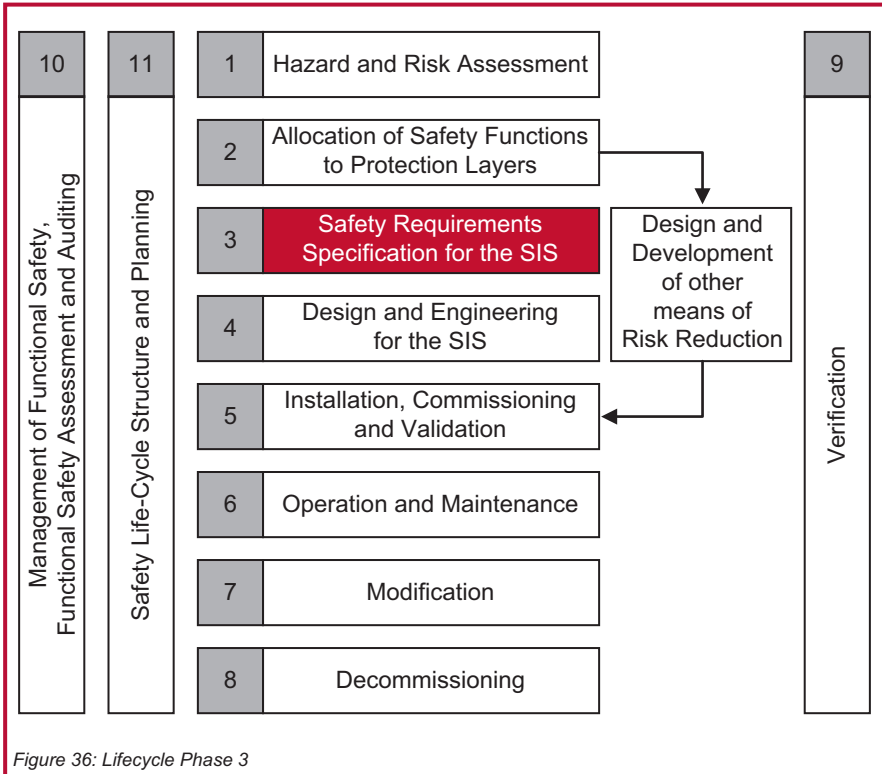 10
Management of Functional Safety,
Functional Safety Assessment and Auditing
11
Safety Life-Cycle Structure and Planning
1
Hazard and Risk Assessment
2
Allocation of Safety Functions
to Protection Layers
3
Safety Requirements
Specification for the SIS
4
Design and Engineering
for the SIS
5
Installation, Commissioning
and Validation
6
Operation and Maintenance
7
Modification
8
Decommissioning
Design and
Development
of other
means of
Risk Reduction
9
Verification
Figure 36: Lifecycle Phase 3